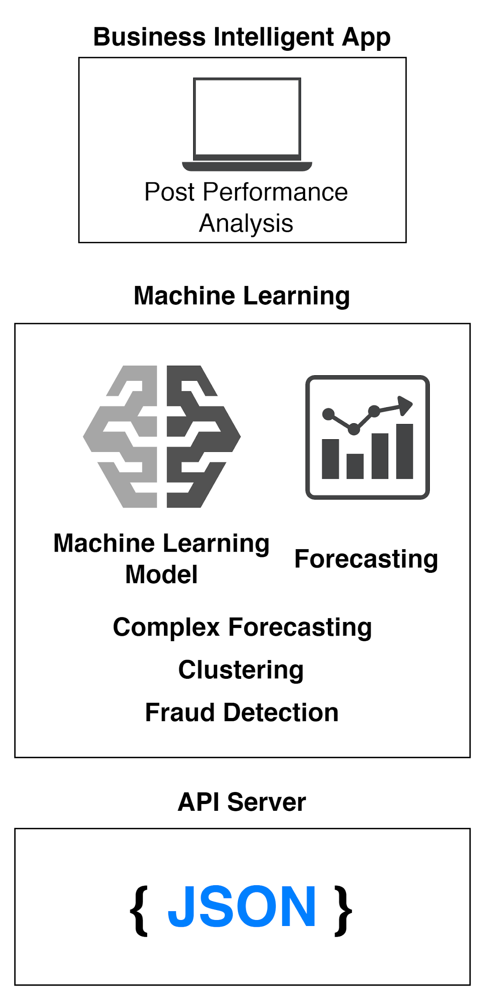 Business Intelligent App
Post Performance
Analysis
Machine Learning
Machine Learning
Model
Forecasting
Complex Forecasting
Clustering
Fraud Detection
API Server
{ JSON }